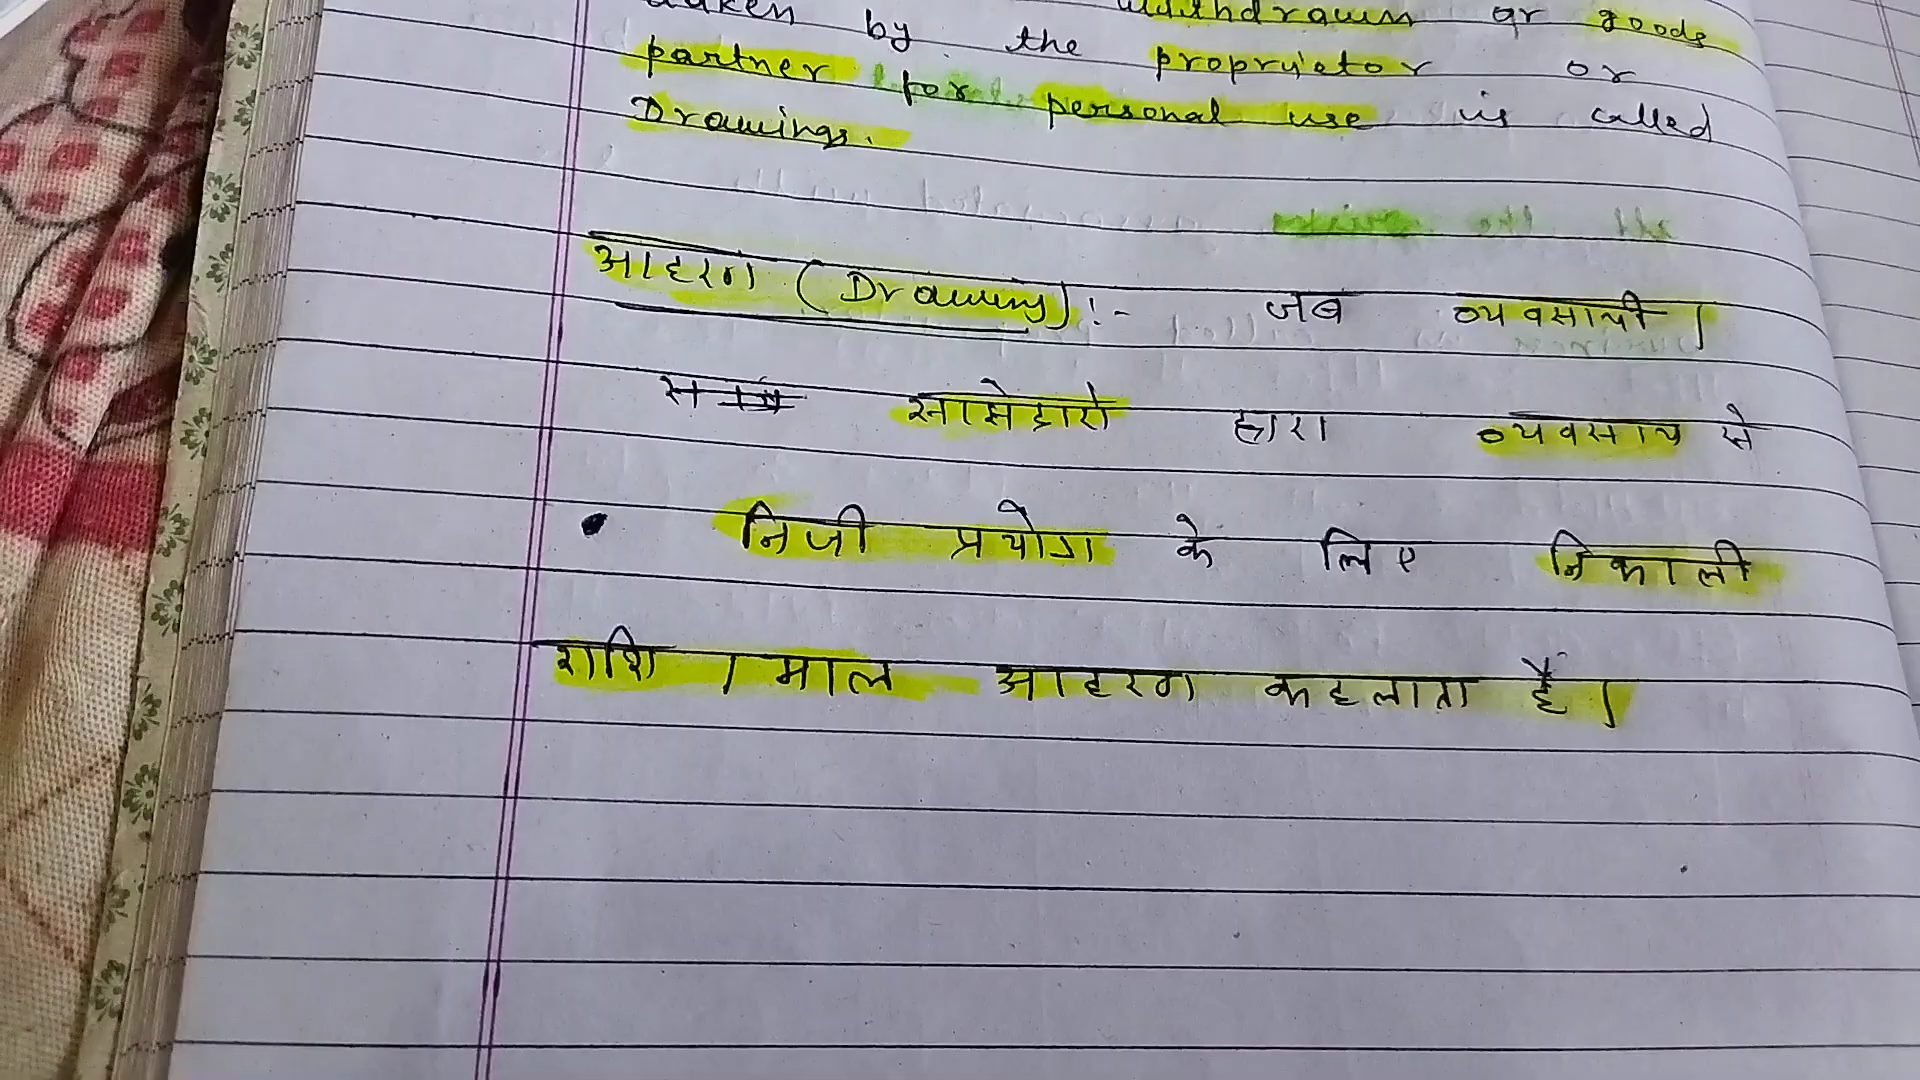 taken by the withdrawn or goods
partner for personal use is called
Drawings.
आहरण (Drawing) :- जब व्यवसायी /
साझेदारो द्वारा व्यवसाय से
निजी प्रयोग के लिए निकाली
राशि / माल आहरण कहलाता है।